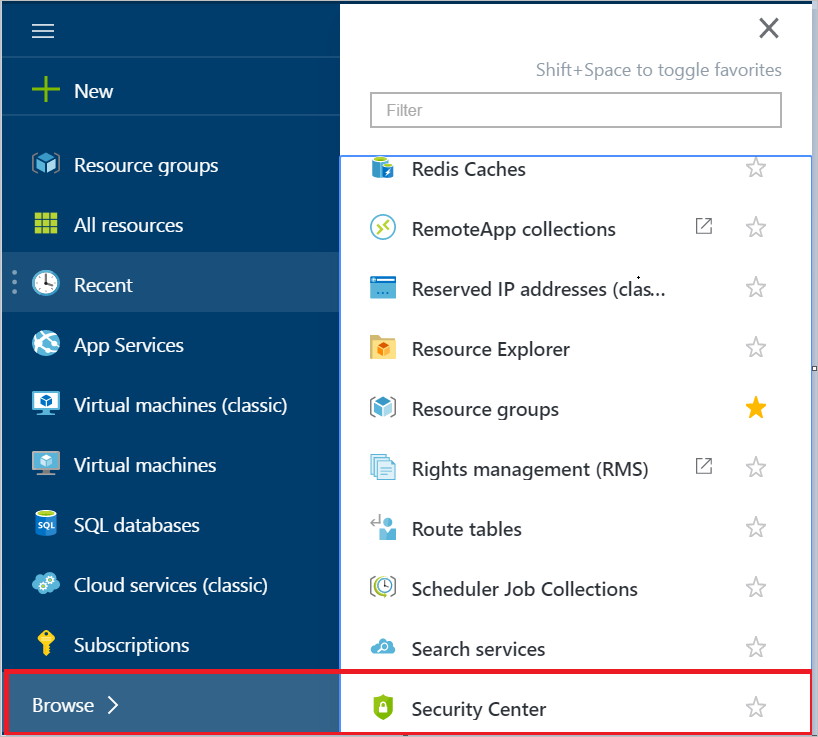 New
Resource groups
All resources
Recent
App Services
Virtual machines (classic)
Virtual machines
SQL
SQL databases
Cloud services (classic)
Subscriptions
Browse
Shift+Space to toggle favorites
Filter
Redis Caches
RemoteApp collections
Reserved IP addresses (clas...
Resource Explorer
Resource groups
Rights management (RMS)
Route tables
Scheduler Job Collections
Search services
Security Center